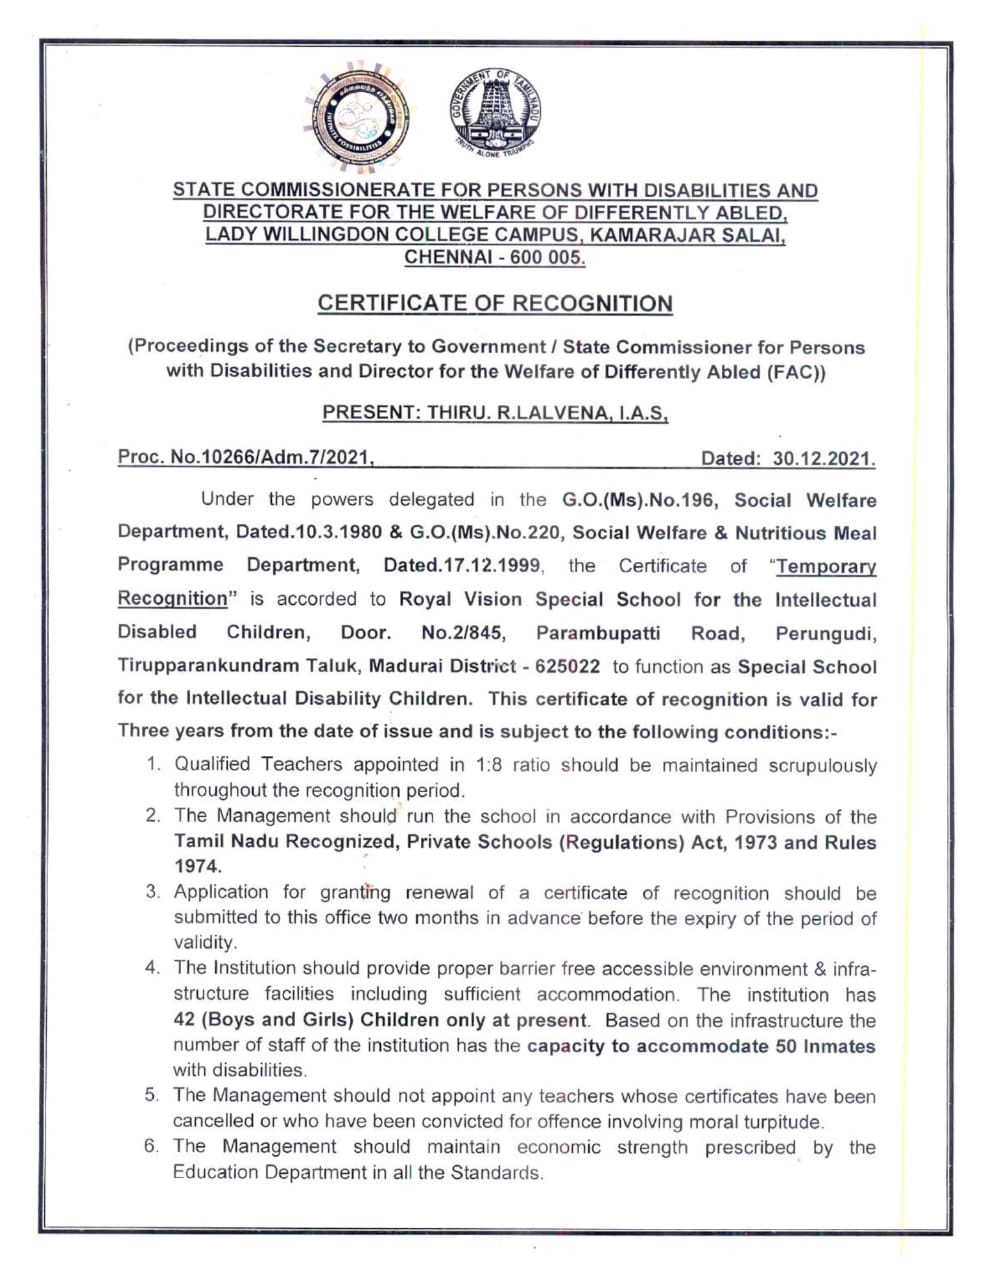 GOVERNMENT OF TAMILNADU
INFINITE POSSIBILITIES
TRUTH ALONE TRIUMPHS
STATE COMMISSIONERATE FOR PERSONS WITH DISABILITIES AND
DIRECTORATE FOR THE WELFARE OF DIFFERENTLY ABLED,
LADY WILLINGDON COLLEGE CAMPUS, KAMARAJAR SALAI,
CHENNAI - 600 005.
CERTIFICATE OF RECOGNITION
(Proceedings of the Secretary to Government / State Commissioner for Persons
with Disabilities and Director for the Welfare of Differently Abled (FAC))
PRESENT: THIRU. R.LALVENA, I.A.S,
Proc. No.10266/Adm.7/2021, Dated: 30.12.2021.
Under the powers delegated in the G.O.(Ms).No.196, Social Welfare
Department, Dated.10.3.1980 & G.O.(Ms).No.220, Social Welfare & Nutritious Meal
Programme Department, Dated.17.12.1999, the Certificate of "Temporary
Recognition" is accorded to Royal Vision Special School for the Intellectual
Disabled Children, Door. No.2/845, Parambupatti Road, Perungudi,
Tirupparankundram Taluk, Madurai District - 625022 to function as Special School
for the Intellectual Disability Children. This certificate of recognition is valid for
Three years from the date of issue and is subject to the following conditions:-
1. Qualified Teachers appointed in 1:8 ratio should be maintained scrupulously
throughout the recognition period.
2. The Management should run the school in accordance with Provisions of the
Tamil Nadu Recognized, Private Schools (Regulations) Act, 1973 and Rules
1974.
3. Application for granting renewal of a certificate of recognition should be
submitted to this office two months in advance before the expiry of the period of
validity.
4. The Institution should provide proper barrier free accessible environment & infra-
structure facilities including sufficient accommodation. The institution has
42 (Boys and Girls) Children only at present. Based on the infrastructure the
number of staff of the institution has the capacity to accommodate 50 Inmates
with disabilities.
5. The Management should not appoint any teachers whose certificates have been
cancelled or who have been convicted for offence involving moral turpitude.
6. The Management should maintain economic strength prescribed by the
Education Department in all the Standards.